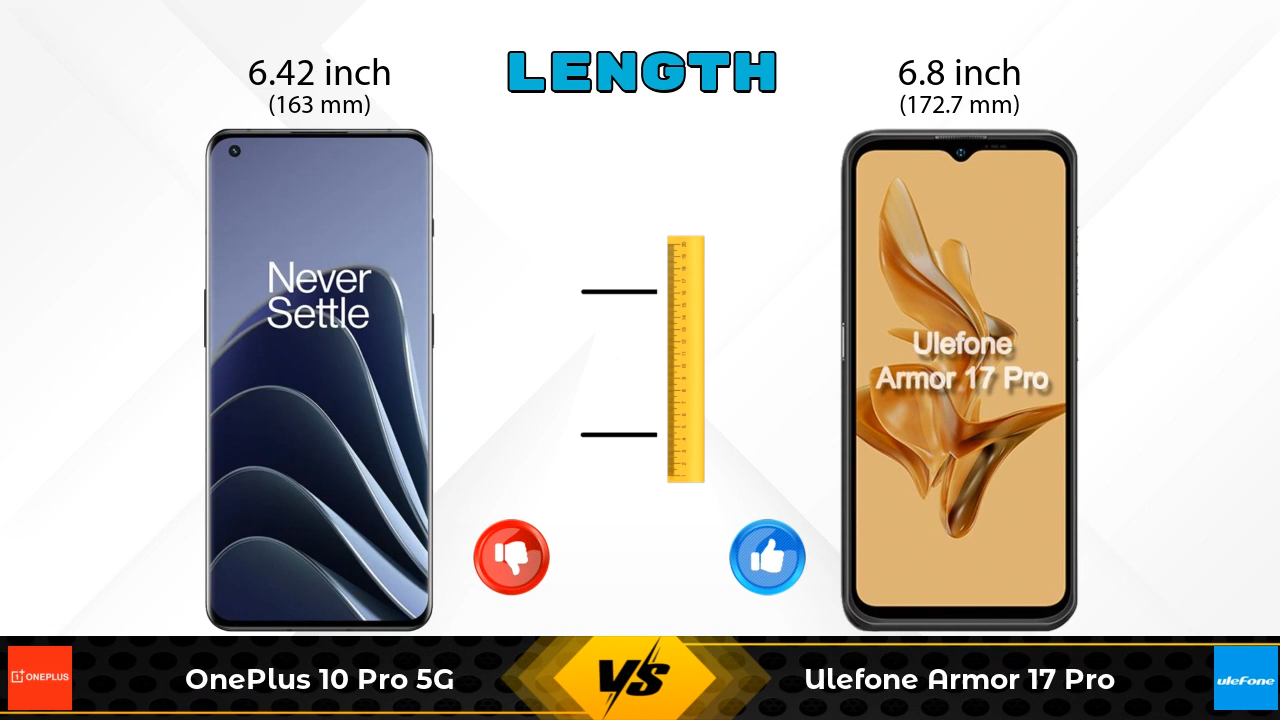 LENGTH
6.42 inch
(163 mm)
6.8 inch
(172.7 mm)
Never
Settle
Ulefone
Armor 17 Pro
ONEPLUS
OnePlus 10 Pro 5G
VS
Ulefone Armor 17 Pro
uleFone